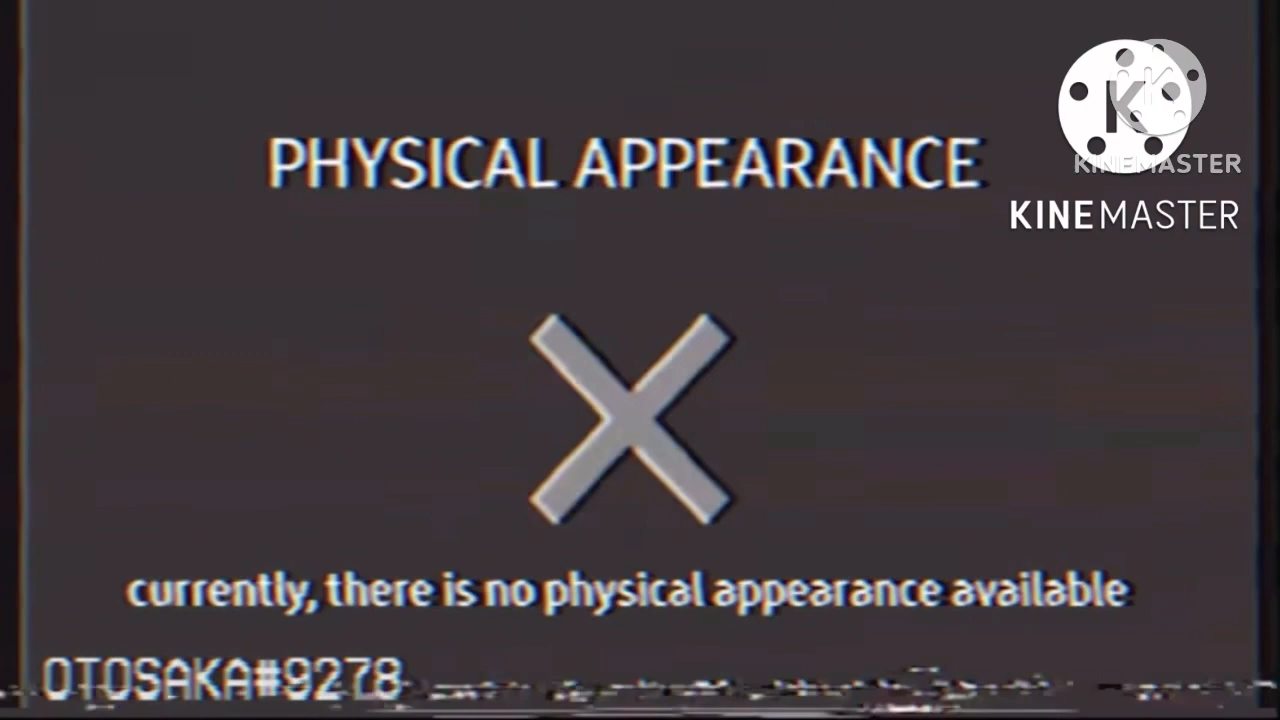 PHYSICAL APPEARANCE
KINEMASTER
KINEMASTER
currently, there is no physical appearance available
OTOSAKA#9278